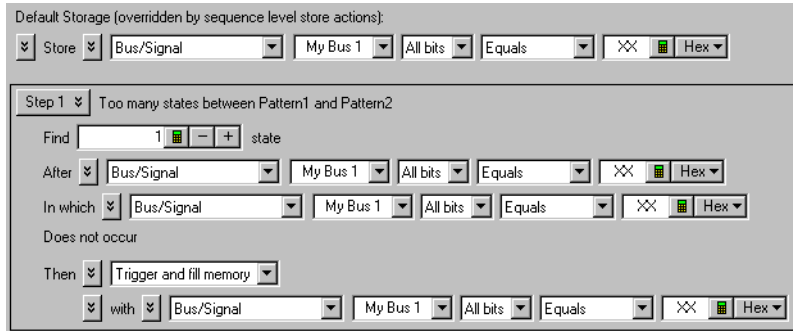 Default Storage (overridden by sequence level store actions):
Store Bus/Signal My Bus 1 All bits Equals XX Hex
Step 1 Too many states between Pattern1 and Pattern2
Find 1 - + state
After Bus/Signal My Bus 1 All bits Equals XX Hex
In which Bus/Signal My Bus 1 All bits Equals XX Hex
Does not occur
Then Trigger and fill memory
with Bus/Signal My Bus 1 All bits Equals XX Hex